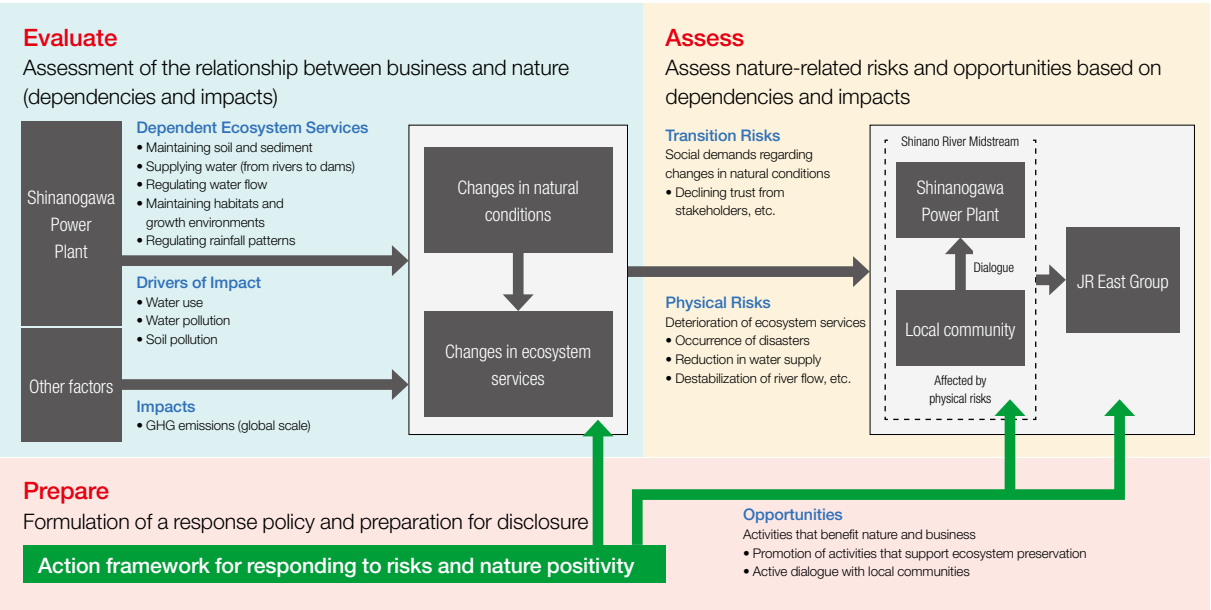 Evaluate
Assessment of the relationship between business and nature
(dependencies and impacts)
Shinanogawa
Power
Plant
Dependent Ecosystem Services
• Maintaining soil and sediment
• Supplying water (from rivers to dams)
• Regulating water flow
• Maintaining habitats and
growth environments
• Regulating rainfall patterns
Drivers of Impact
• Water use
• Water pollution
• Soil pollution
Other factors
Impacts
• GHG emissions (global scale)
Changes in natural
conditions
Changes in ecosystem
services
Assess
Assess nature-related risks and opportunities based on
dependencies and impacts
Transition Risks
Social demands regarding
changes in natural conditions
• Declining trust from
stakeholders, etc.
Physical Risks
Deterioration of ecosystem services
• Occurrence of disasters
• Reduction in water supply
• Destabilization of river flow, etc.
Shinano River Midstream
Shinanogawa
Power Plant
Dialogue
Local community
Affected by
physical risks
JR East Group
Prepare
Formulation of a response policy and preparation for disclosure
Action framework for responding to risks and nature positivity
Opportunities
Activities that benefit nature and business
• Promotion of activities that support ecosystem preservation
• Active dialogue with local communities